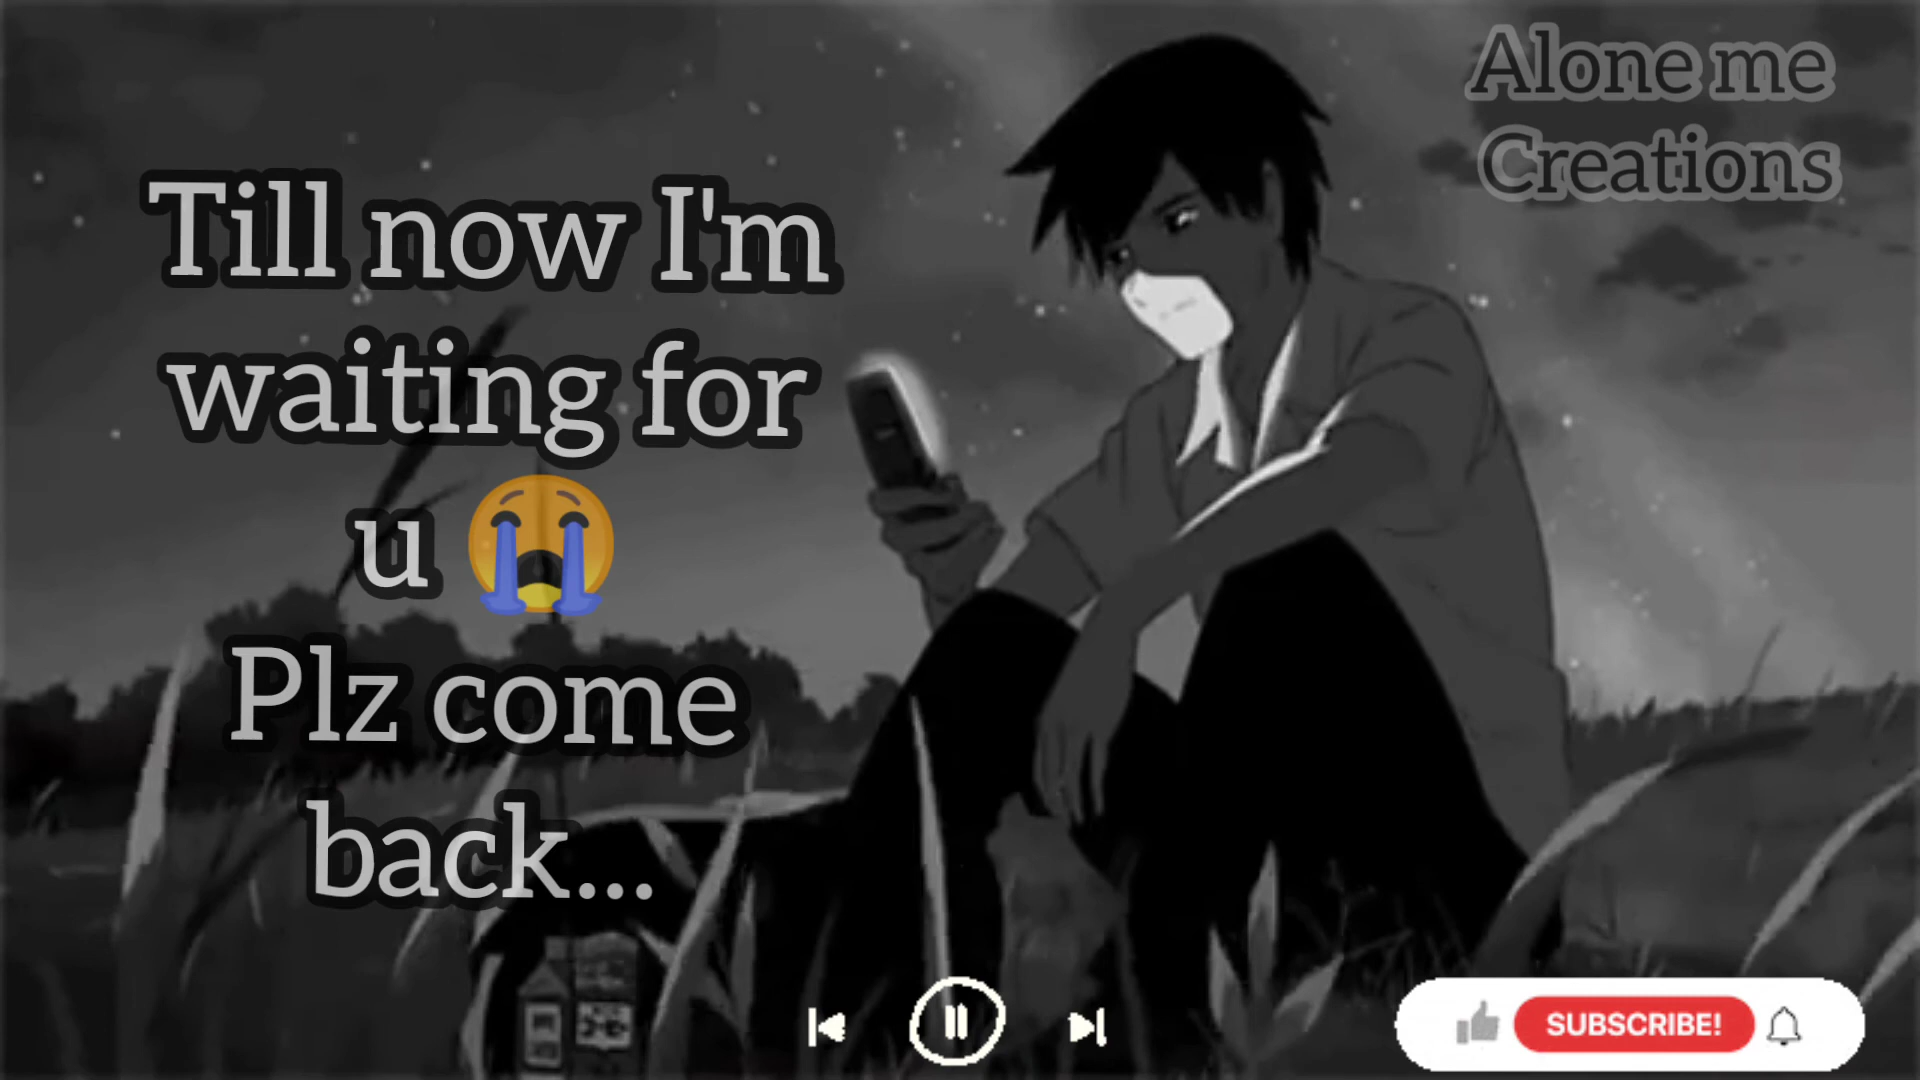 Alone me
Creations
Till now I'm
waiting for
u 😭
Plz come
back...
SUBSCRIBE!